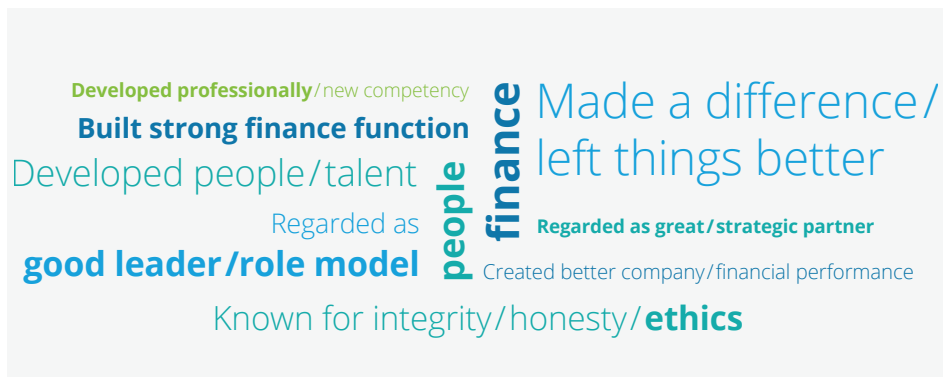 Developed professionally/new competency
Built strong finance function
Developed people/talent
Regarded as
good leader/role model
people
finance
Made a difference/
left things better
Regarded as great/strategic partner
Created better company/financial performance
Known for integrity/honesty/ethics